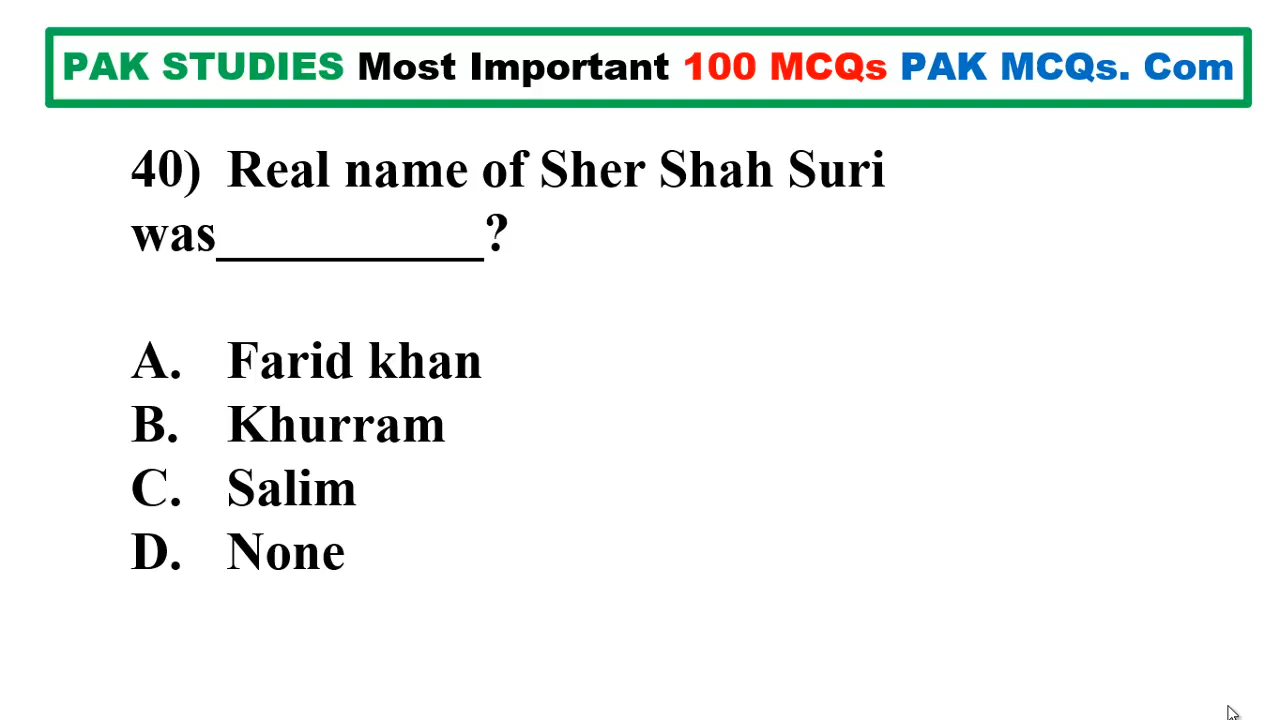 PAK STUDIES Most Important 100 MCQs PAK MCQs. Com
40) Real name of Sher Shah Suri
was__________?
A. Farid khan
B. Khurram
C. Salim
D. None